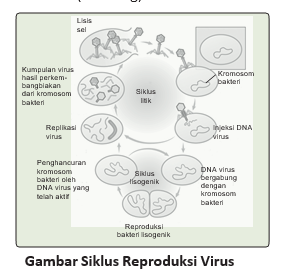 Lisis
sel
Kumpulan virus
hasil perkem-
bangbiakan
dari kromosom
bakteri
Kromosom
bakteri
Siklus
litik
Replikasi
virus
Injeksi DNA
virus
Penghancuran
kromosom
bakteri oleh
DNA virus yang
telah aktif
Siklus
lisogenik
DNA virus
bergabung
dengan
kromosom
bakteri
Reproduksi
bakteri lisogenik
Gambar Siklus Reproduksi Virus